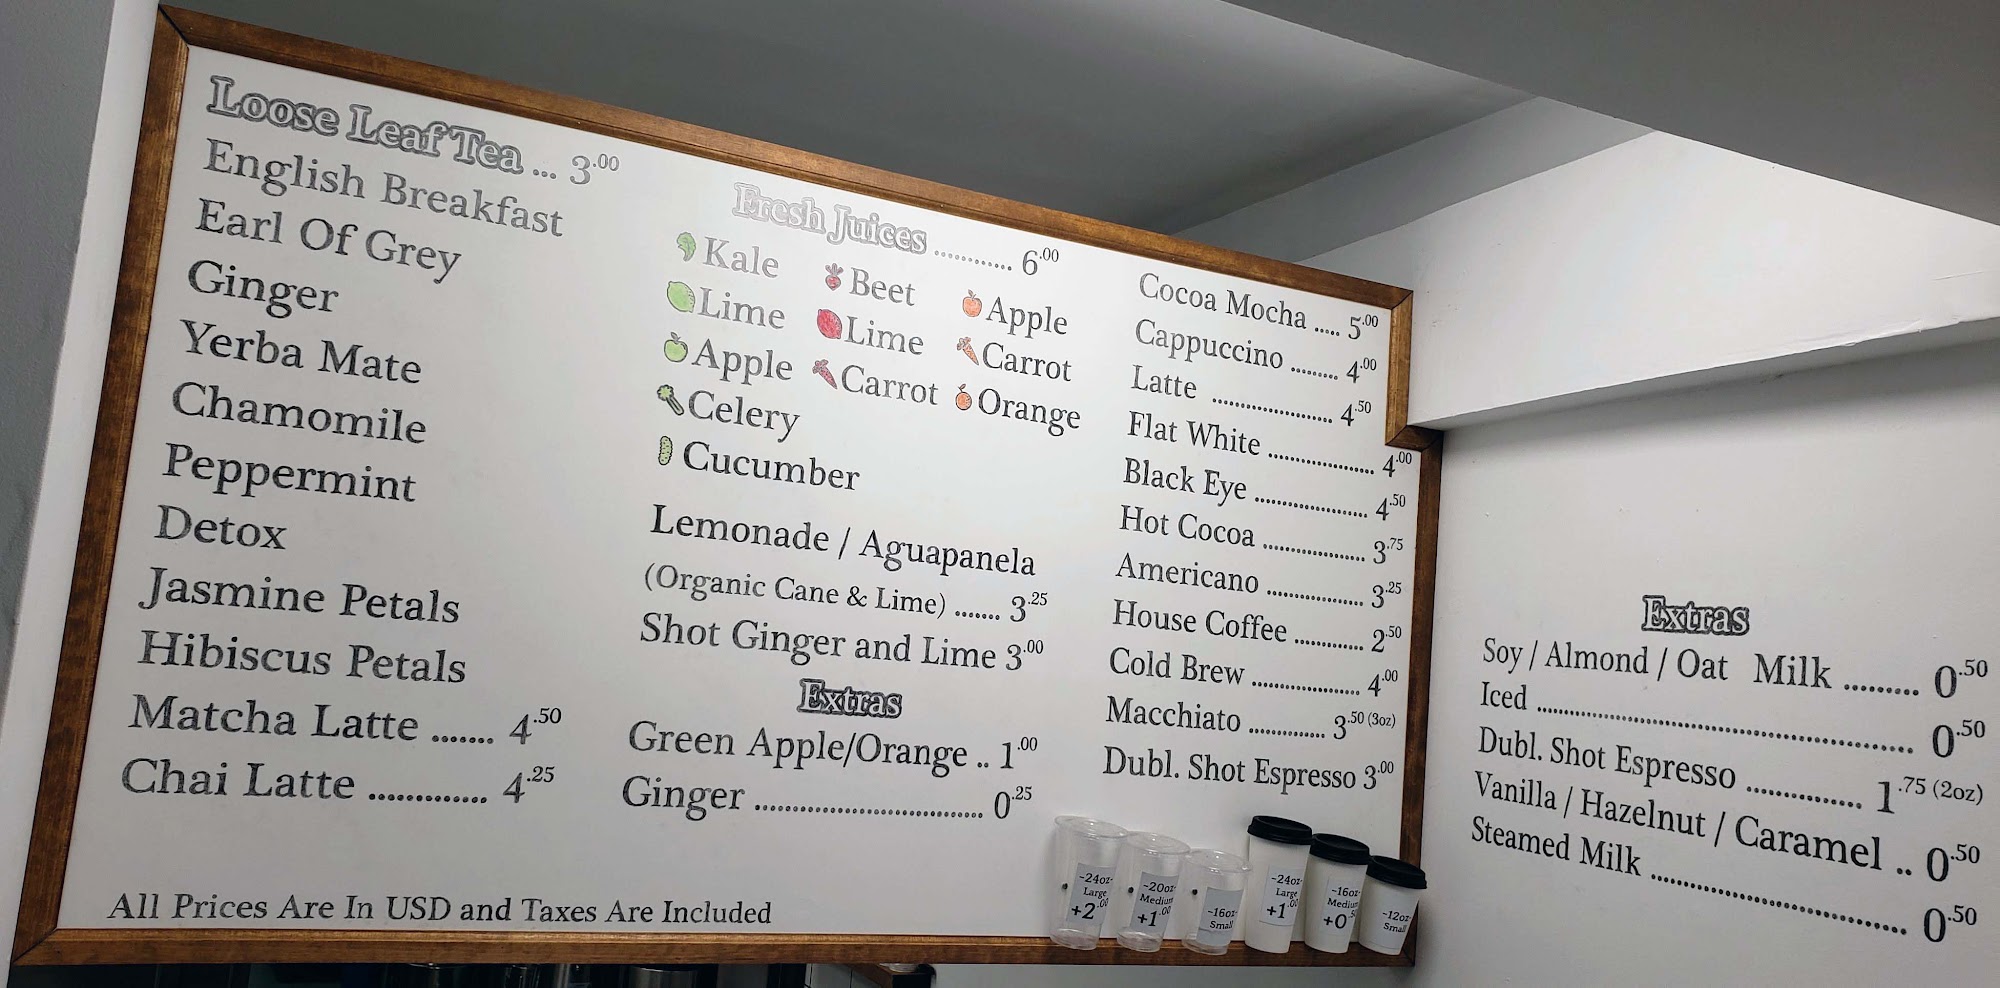 Loose Leaf Tea ... 3.00
English Breakfast
Earl Of Grey
Ginger
Yerba Mate
Chamomile
Peppermint
Detox
Jasmine Petals
Hibiscus Petals
Matcha Latte ....... 4.50
Chai Latte ............. 4.25
All Prices Are In USD and Taxes Are Included
Fresh Juices ............ 6.00
Kale Beet Apple
Lime Lime Carrot
Apple Carrot Orange
Celery
Cucumber
Lemonade / Aguapanela
(Organic Cane & Lime) ....... 3.25
Shot Ginger and Lime 3.00
Extras
Green Apple/Orange .. 1.00
Ginger .............................. 0.25
Cocoa Mocha ..... 5.00
Cappuccino ......... 4.00
Latte ...................... 4.50
Flat White .................... 4.00
Black Eye ..................... 4.50
Hot Cocoa ................... 3.75
Americano .................. 3.25
House Coffee ............. 2.50
Cold Brew .................... 4.00
Macchiato .............. 3.50 (3oz)
Dubl. Shot Espresso 3.00
~24oz~
Large
+2.00
~20oz~
Medium
+1.00
~16oz~
Small
~24oz~
Large
+1.00
~16oz~
Medium
+0.50
~12oz~
Small
Extras
Soy / Almond / Oat Milk ......... 0.50
Iced .................................................. 0.50
Dubl. Shot Espresso .............. 1.75 (2oz)
Vanilla / Hazelnut / Caramel .. 0.50
Steamed Milk .................................. 0.50